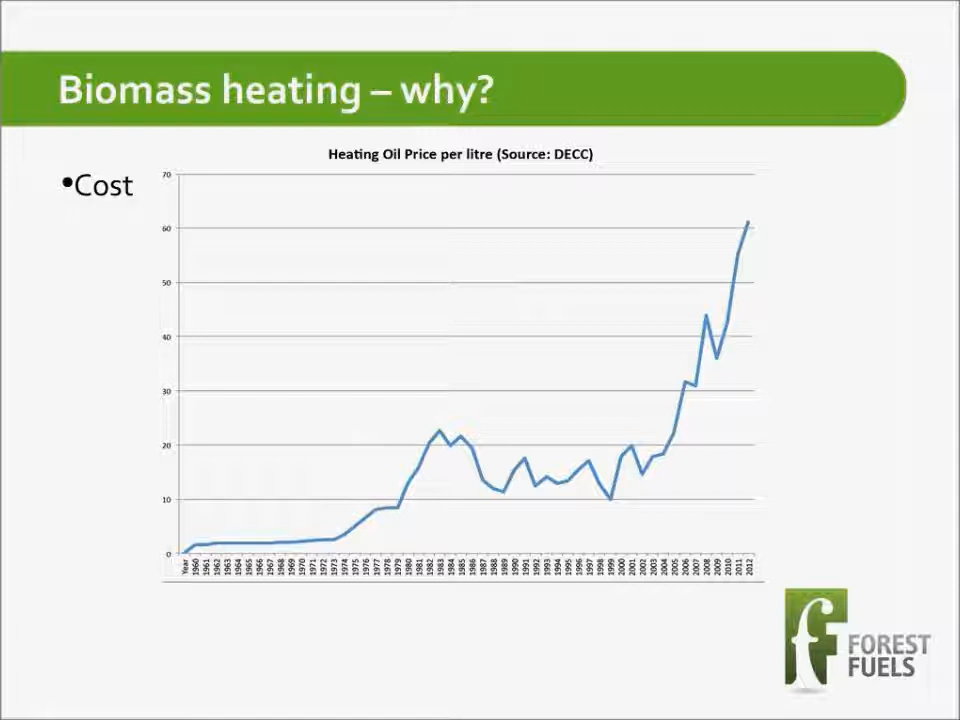 Biomass heating – why?
Heating Oil Price per litre (Source: DECC)
•Cost
70
60
50
40
30
20
10
0
Year 1960 1961 1962 1963 1964 1965 1966 1967 1968 1969 1970 1971 1972 1973 1974 1975 1976 1977 1978 1979 1980 1981 1982 1983 1984 1985 1986 1987 1988 1989 1990 1991 1992 1993 1994 1995 1996 1997 1998 1999 2000 2001 2002 2003 2004 2005 2006 2007 2008 2009 2010 2011 2012
f
FOREST
FUELS